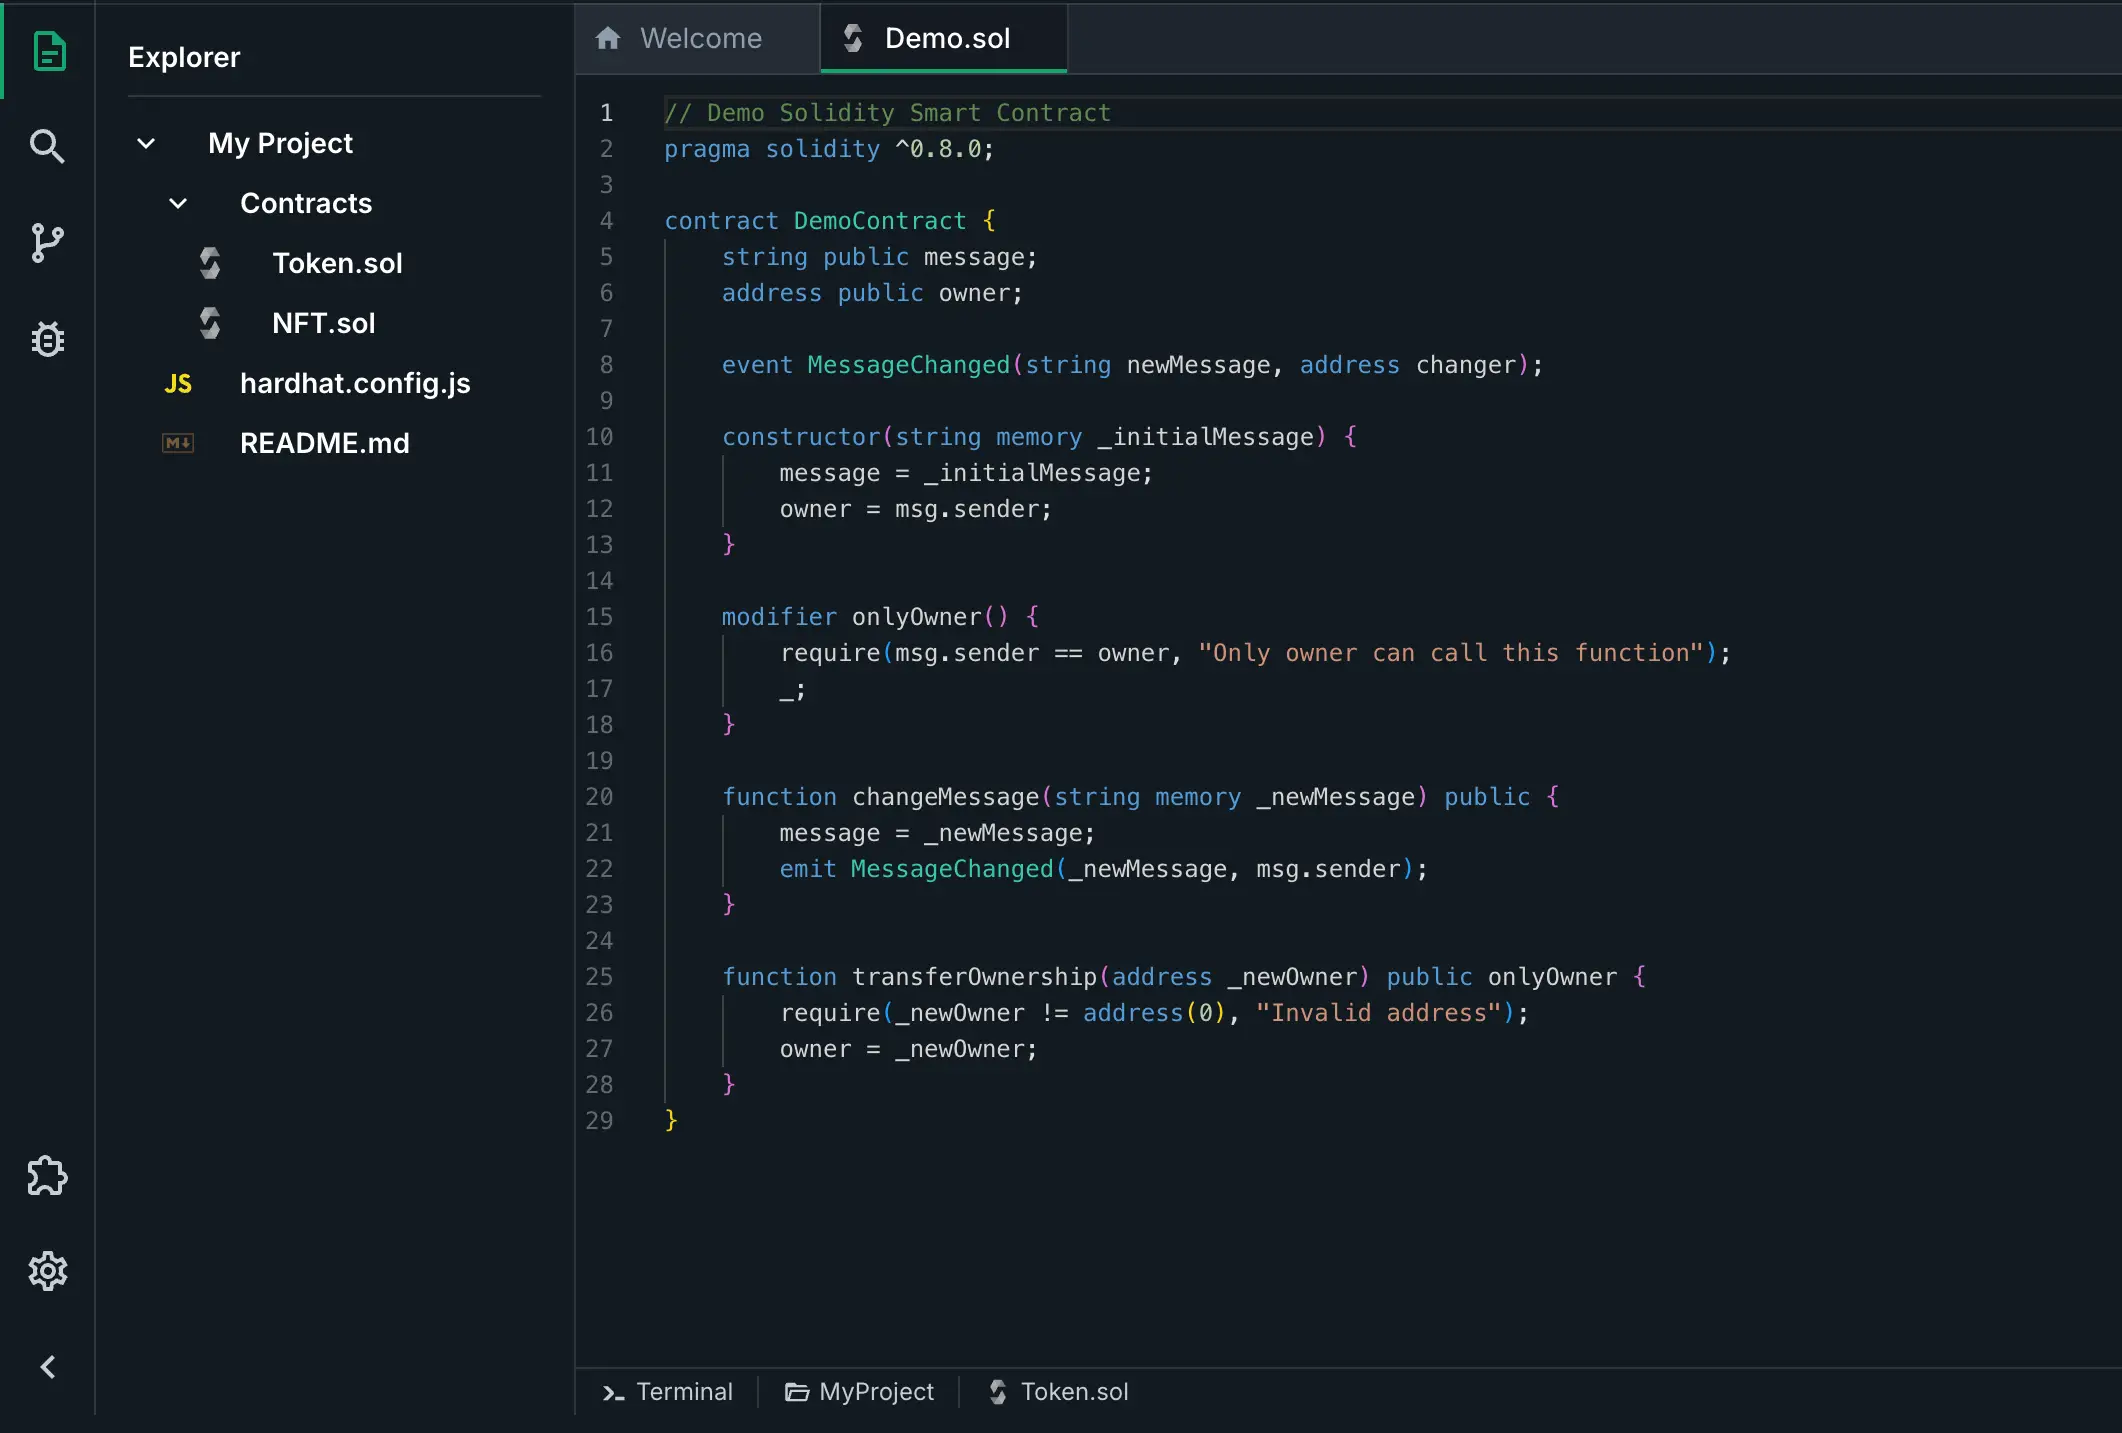 Explorer
My Project
Contracts
Token.sol
NFT.sol
JS hardhat.config.js
M↓ README.md
Welcome
Demo.sol
1 // Demo Solidity Smart Contract
2 pragma solidity ^0.8.0;
3
4 contract DemoContract {
5     string public message;
6     address public owner;
7
8     event MessageChanged(string newMessage, address changer);
9
10     constructor(string memory _initialMessage) {
11         message = _initialMessage;
12         owner = msg.sender;
13     }
14
15     modifier onlyOwner() {
16         require(msg.sender == owner, "Only owner can call this function");
17         _;
18     }
19
20     function changeMessage(string memory _newMessage) public {
21         message = _newMessage;
22         emit MessageChanged(_newMessage, msg.sender);
23     }
24
25     function transferOwnership(address _newOwner) public onlyOwner {
26         require(_newOwner != address(0), "Invalid address");
27         owner = _newOwner;
28     }
29 }
Terminal
MyProject
Token.sol